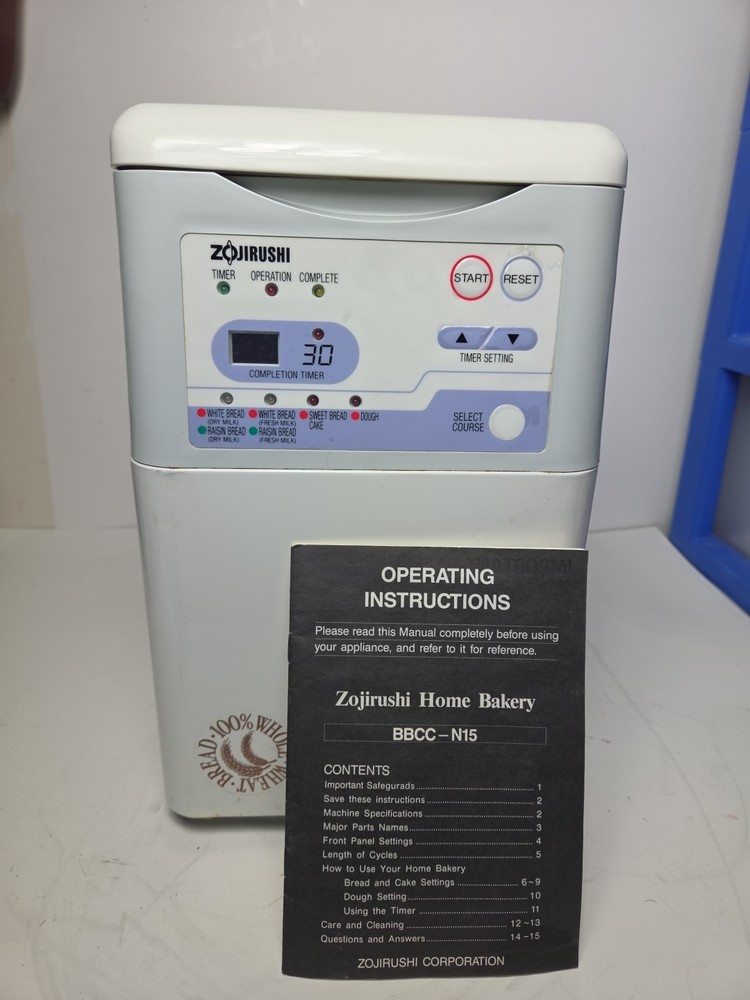 ZOJIRUSHI
TIMER OPERATION COMPLETE
START RESET
30
COMPLETION TIMER
TIMER SETTING
WHITE BREAD WHITE BREAD SWEET BREAD DOUGH
(DRY MILK) (FRESH MILK) CAKE
RAISIN BREAD RAISIN BREAD
(DRY MILK) (FRESH MILK)
SELECT
COURSE
100% WHOLE WHEAT BREAD
OPERATING
INSTRUCTIONS
Please read this Manual completely before using
your appliance, and refer to it for reference.
Zojirushi Home Bakery
BBCC-N15
CONTENTS
Important Safegurads 1
Save these instructions 2
Machine Specifications 2
Major Parts Names 3
Front Panel Settings 4
Length of Cycles 5
How to Use Your Home Bakery
Bread and Cake Settings 6-9
Dough Setting 10
Using the Timer 11
Care and Cleaning 12-13
Questions and Answers 14-15
ZOJIRUSHI CORPORATION